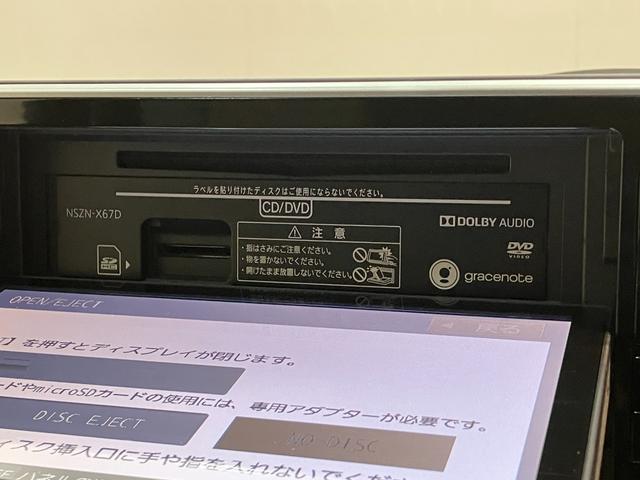 ラベルを貼り付けたディスクはご使用にならないでください。
CD/DVD
NSZN-X67D
DOLBY AUDIO
注意
・指はさみにご注意ください。
・物を置かないでください。
・開けたまま放置しないでください。
DVD
VIDEO
gracenote
OPEN/EJECT
戻る
を押すとディスプレイが閉じます。
ードやmicroSDカードの使用には、専用アダプターが必要です。
DISC EJECT
NO DISC
ィスク挿入口に手や指を入れないでくだ